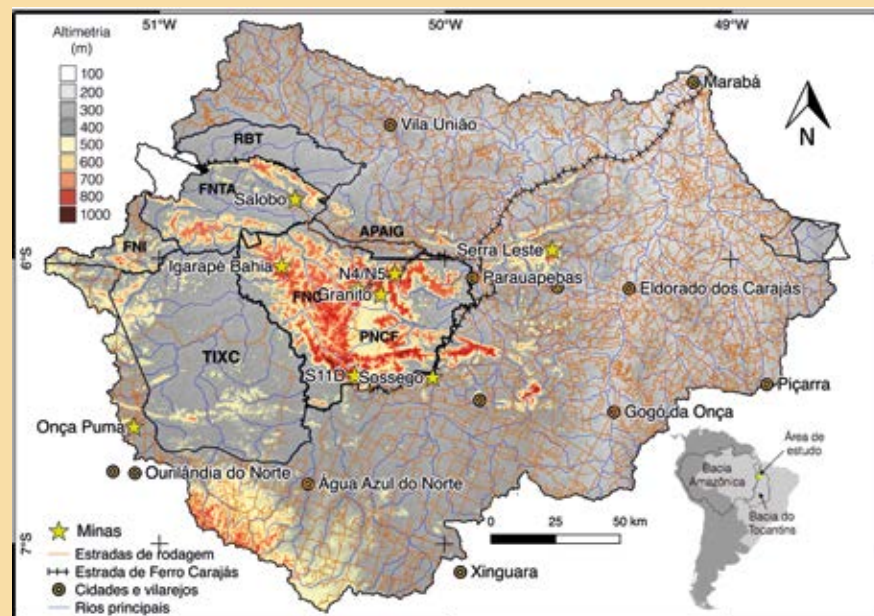 51°W
50°W
49°W
Altimetria
(m)
100
200
300
400
500
600
700
800
1000
Marabá
Vila União
N
RBT
FNTA
Salobo
APAIG
FNI
Serra Leste
6°S
6°S
Igarapé Bahia
N4/N5
Parauapebas
FNC
Granito
Eldorado dos Carajás
PNCF
TIXC
S11D
Sossego
Piçarra
Gogó da Onça
Onça Puma
Área de
estudo
Bacia
Amazônica
Ourilândia do Norte
Água Azul do Norte
Bacia do
Tocantins
Minas
0 25 50 km
Estradas de rodagem
7°S
7°S
Estrada de Ferro Carajás
Cidades e vilarejos
Xinguara
Rios principais